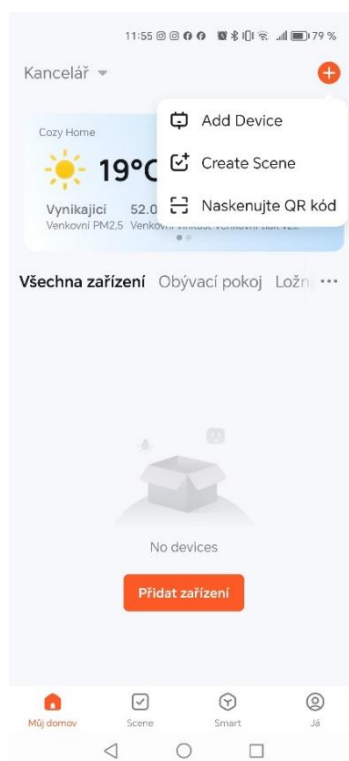 11:55 79 %
Kancelář
Add Device
Cozy Home
Create Scene
19°C
Vynikající 52.0
Naskenujte QR kód
Venkovní PM2,5
Všechna zařízení Obývací pokoj Ložn
No devices
Přidat zařízení
Můj domov Scene Smart Já